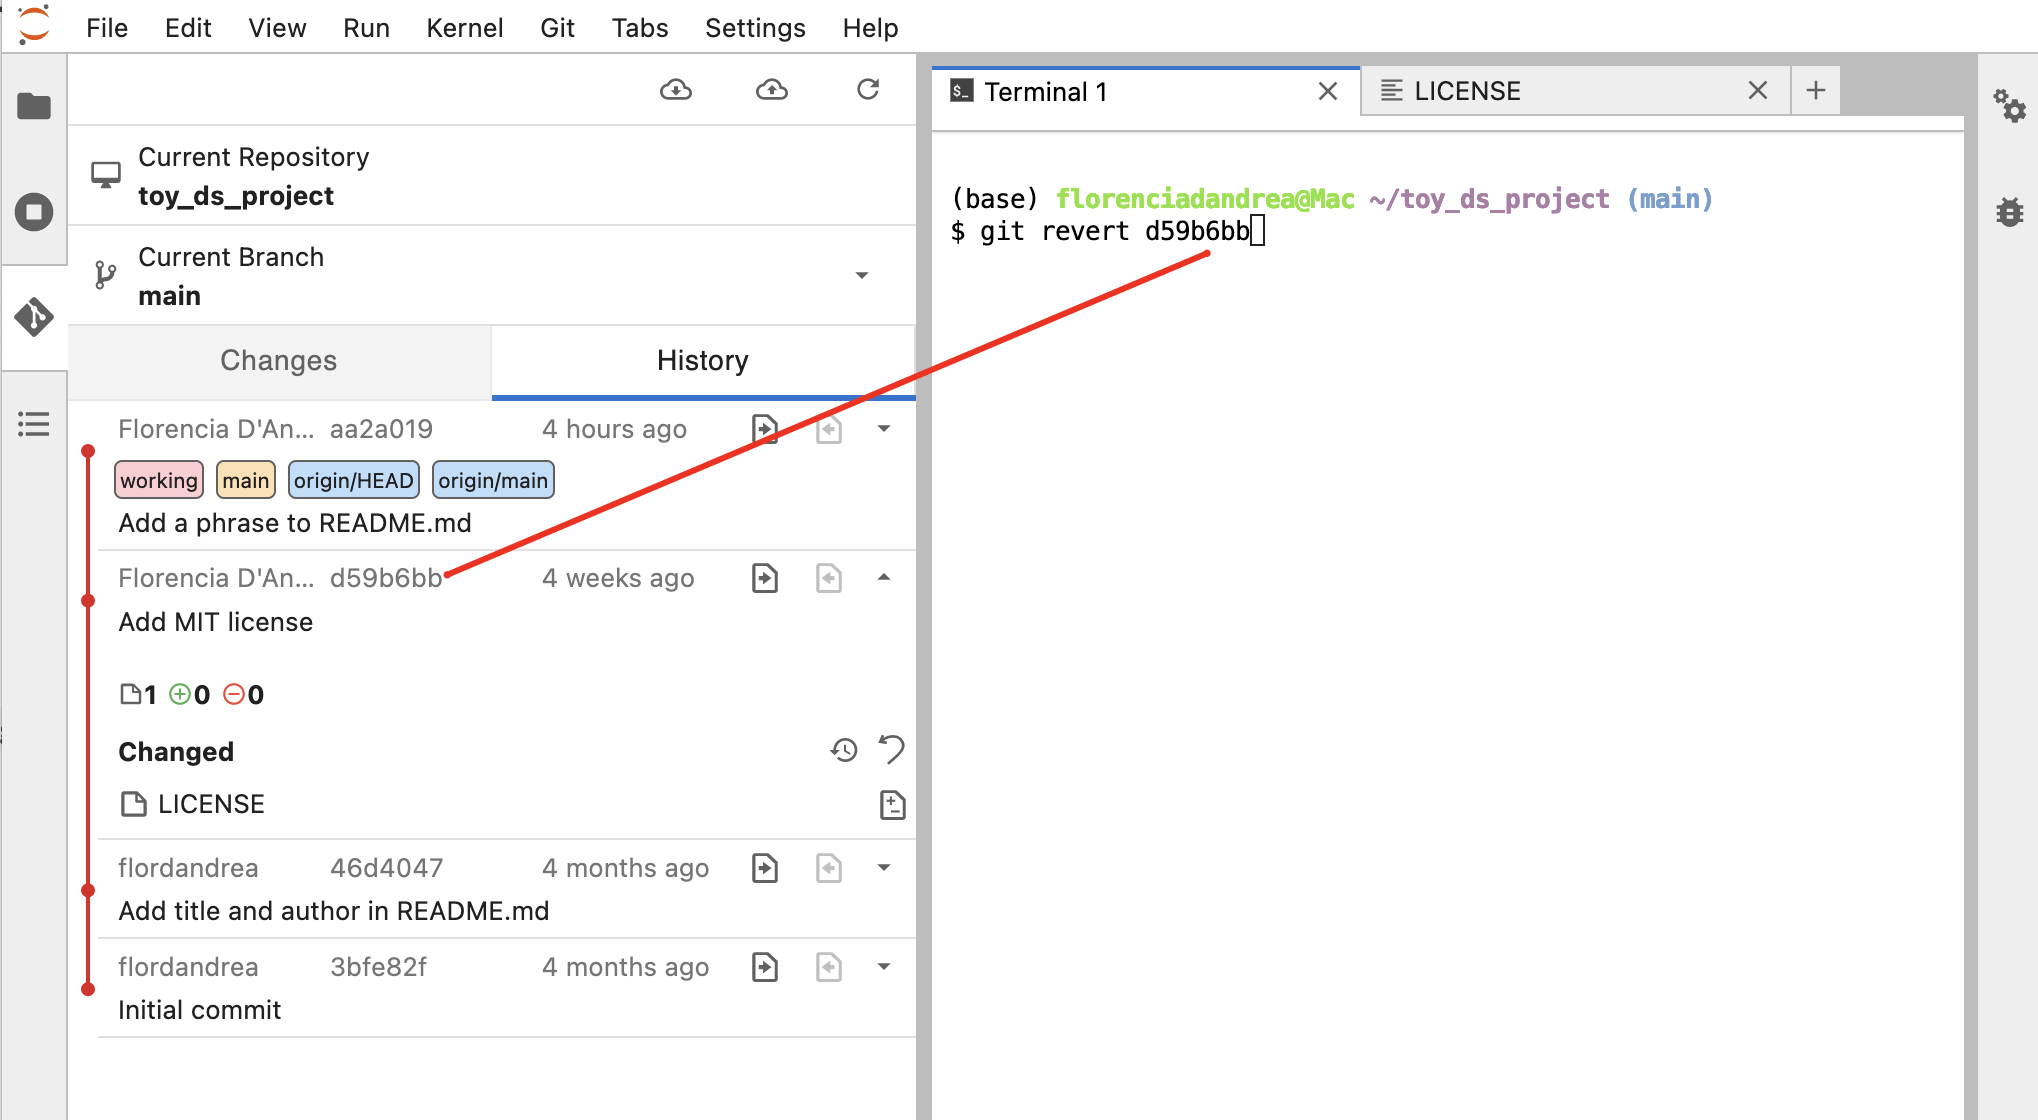 File Edit View Run Kernel Git Tabs Settings Help
Current Repository
toy_ds_project
Current Branch
main
Changes History
Florencia D'An... aa2a019 4 hours ago
working main origin/HEAD origin/main
Add a phrase to README.md
Florencia D'An... d59b6bb 4 weeks ago
Add MIT license
1 0 0
Changed
LICENSE
flordandrea 46d4047 4 months ago
Add title and author in README.md
flordandrea 3bfe82f 4 months ago
Initial commit
$_ Terminal 1 LICENSE
(base) florenciadandrea@Mac ~/toy_ds_project (main)
$ git revert d59b6bb